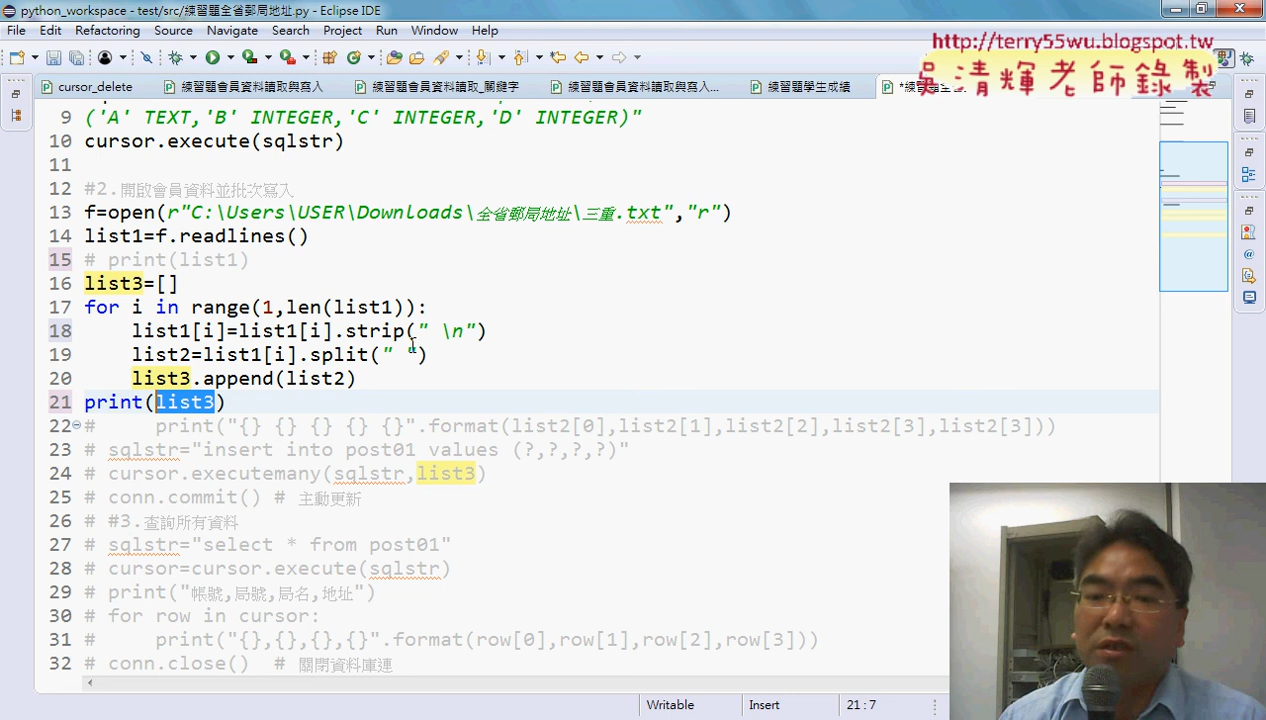 python_workspace - test/src/練習題全省郵局地址.py - Eclipse IDE
http://terry55wu.blogspot.tw
吳清輝老師錄製
File Edit Refactoring Source Navigate Search Project Run Window Help
cursor_delete 練習題會員資料讀取與寫入 練習題會員資料讀取_關鍵字 練習題會員資料讀取與寫入... 練習題學生成績
9 ('A' TEXT,'B' INTEGER,'C' INTEGER,'D' INTEGER)"
10 cursor.execute(sqlstr)
11
12 #2.開啟會員資料並批次寫入
13 f=open(r"C:\Users\USER\Downloads\全省郵局地址\三重.txt","r")
14 list1=f.readlines()
15 # print(list1)
16 list3=[]
17 for i in range(1,len(list1)):
18 list1[i]=list1[i].strip(" \n")
19 list2=list1[i].split(" ")
20 list3.append(list2)
21 print(list3)
22 # print("{} {} {} {} {}".format(list2[0],list2[1],list2[2],list2[3],list2[3]))
23 # sqlstr="insert into post01 values (?,?,?,?)"
24 # cursor.executemany(sqlstr,list3)
25 # conn.commit() # 主動更新
26 # #3.查詢所有資料
27 # sqlstr="select * from post01"
28 # cursor=cursor.execute(sqlstr)
29 # print("帳號,局號,局名,地址")
30 # for row in cursor:
31 # print("{},{},{},{}".format(row[0],row[1],row[2],row[3]))
32 # conn.close() # 關閉資料庫連
Writable Insert 21:7